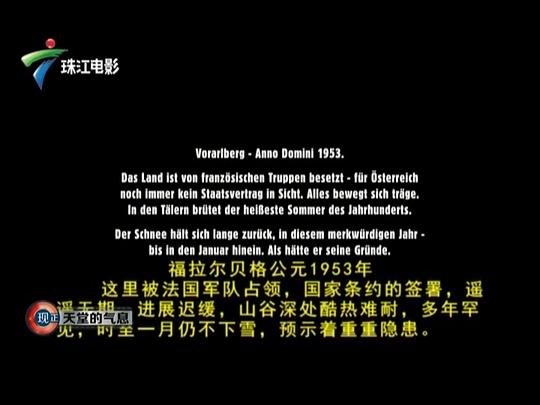 珠江电影
Vorarlberg - Anno Domini 1953.
Das Land ist von französischen Truppen besetzt - für Österreich
noch immer kein Staatsvertrag in Sicht. Alles bewegt sich träge.
In den Tälern brütet der heißeste Sommer des Jahrhunderts.
Der Schnee hält sich lange zurück, in diesem merkwürdigen Jahr -
bis in den Januar hinein. Als hätte er seine Gründe.
福拉尔贝格公元1953年
这里被法国军队占领，国家条约的签署，遥
遥无期，进展迟缓，山谷深处酷热难耐，多年罕
见，时至一月仍不下雪，预示着重重隐患。
现正 天堂的气息